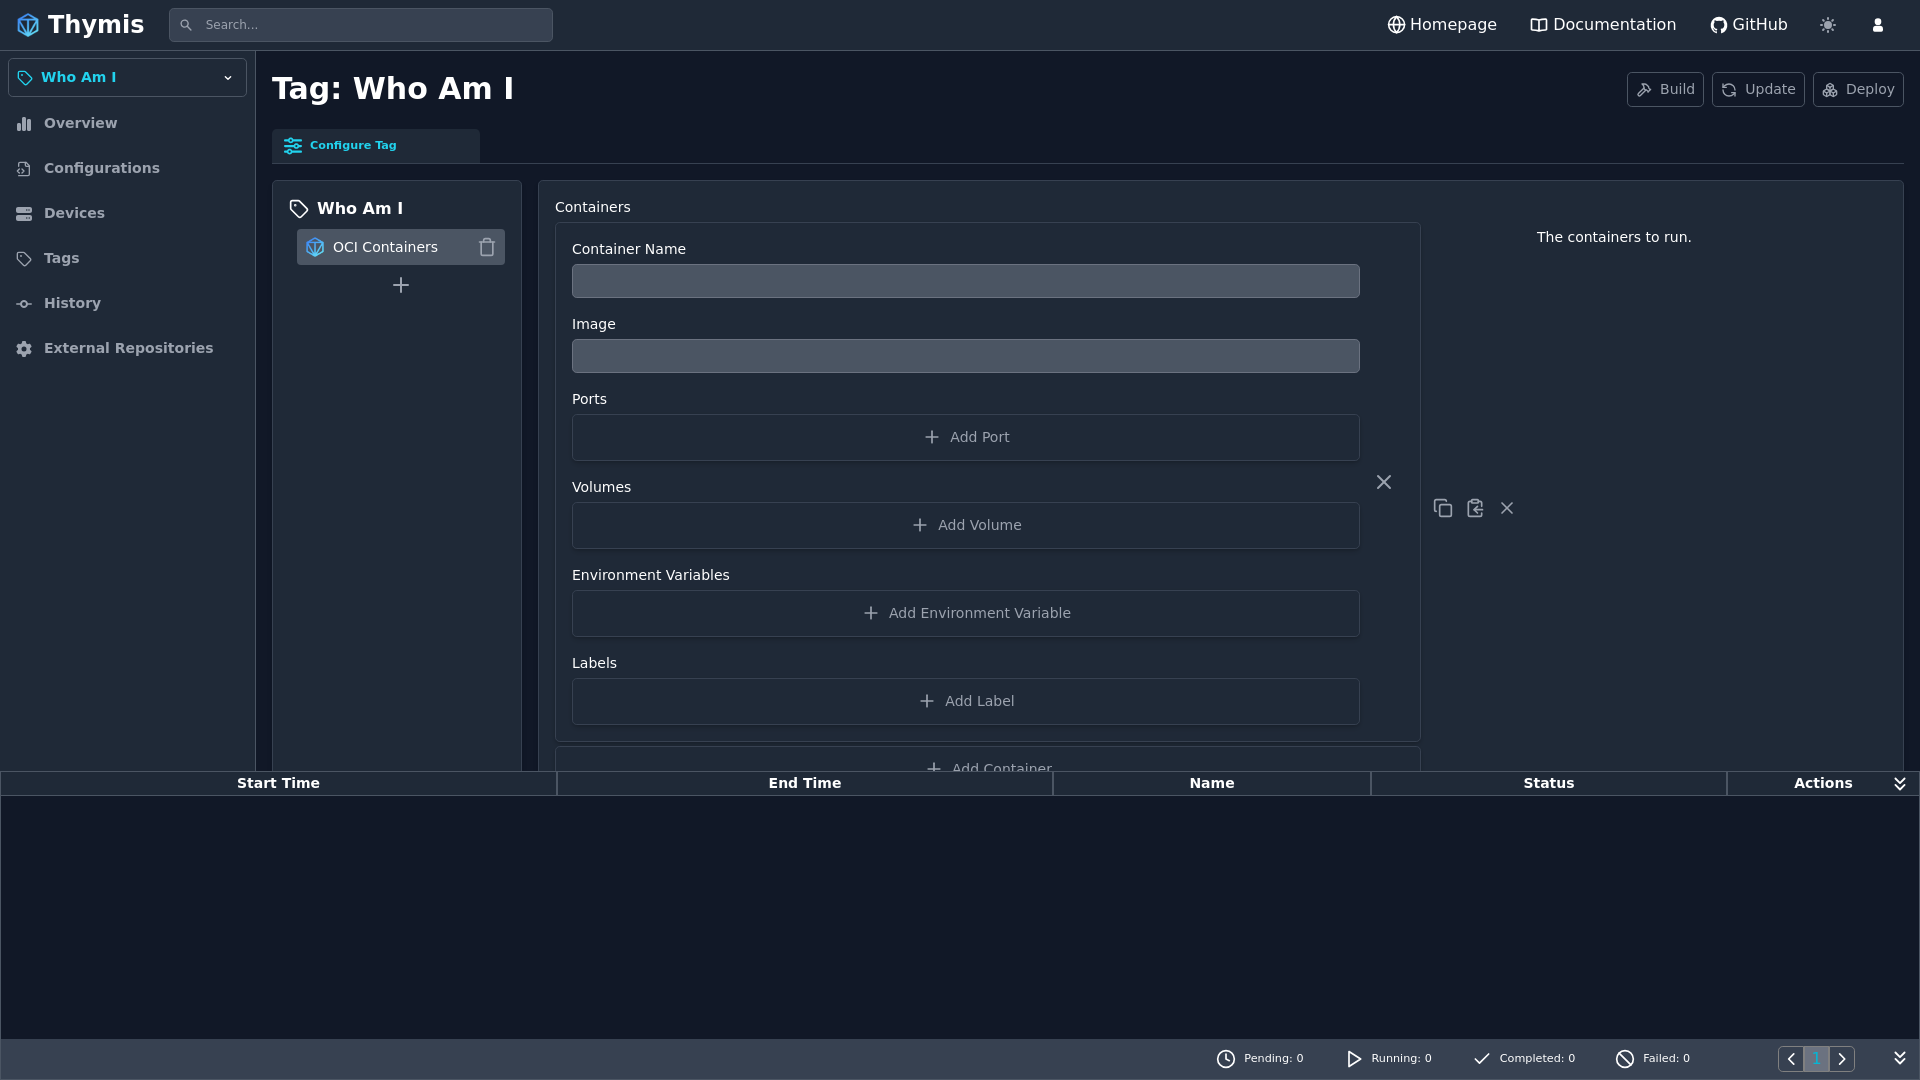 Thymis
Search...
Homepage
Documentation
GitHub
Who Am I
Overview
Configurations
Devices
Tags
History
External Repositories
Tag: Who Am I
Build
Update
Deploy
Configure Tag
Who Am I
OCI Containers
Containers
Container Name
Image
Ports
Add Port
Volumes
Add Volume
Environment Variables
Add Environment Variable
Labels
Add Label
Add Container
The containers to run.
Start Time
End Time
Name
Status
Actions
Pending: 0
Running: 0
Completed: 0
Failed: 0
1